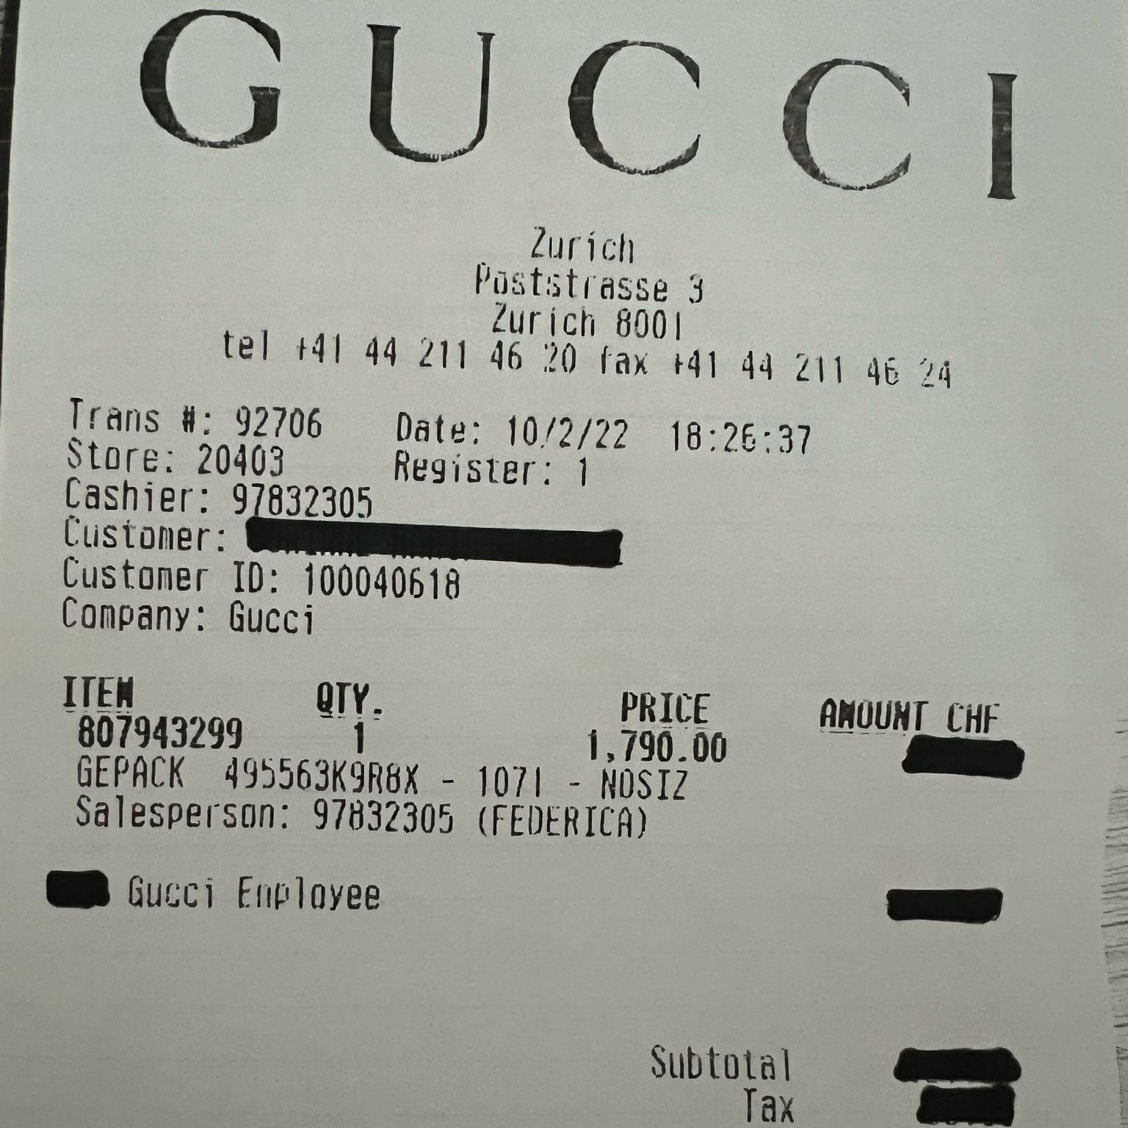 GUCCI
Zurich
Poststrasse 3
Zurich 8001
tel +41 44 211 46 20 fax +41 44 211 46 24
Trans #: 92706 Date: 10/2/22 18:26:37
Store: 20403 Register: 1
Cashier: 97832305
Customer:
Customer ID: 100040618
Company: Gucci
ITEM QTY. PRICE AMOUNT CHF
807943299 1 1,790.00
GEPACK 495563K9R8X - 1071 - NOSIZ
Salesperson: 97832305 (FEDERICA)
Gucci Employee
Subtotal
Tax